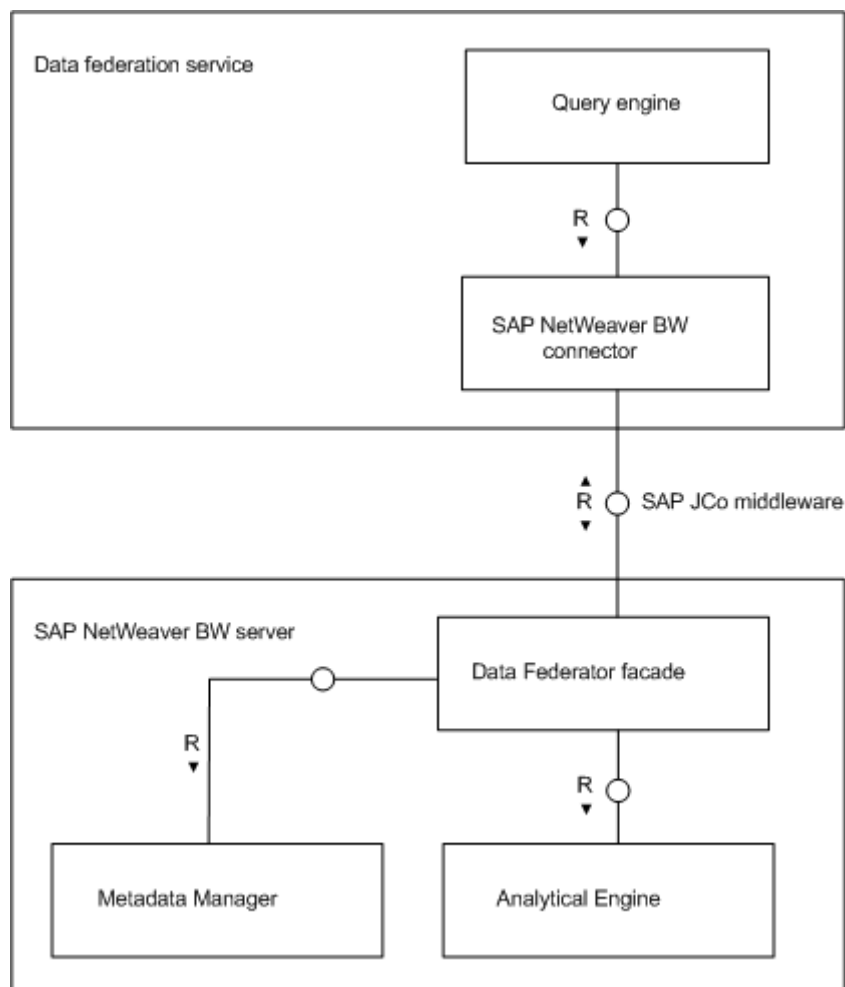 Data federation service
Query engine
R
▼
SAP NetWeaver BW
connector
▲
R
▼
SAP JCo middleware
SAP NetWeaver BW server
Data Federator facade
R
▼
R
▼
Metadata Manager
Analytical Engine